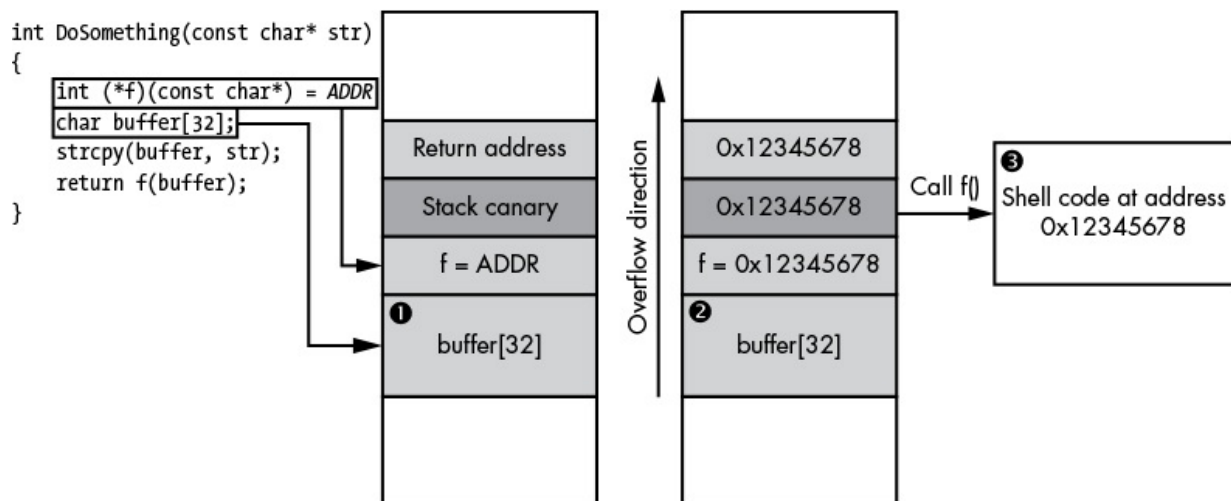 int DoSomething(const char* str)
{
int (*f)(const char*) = ADDR
char buffer[32];
strcpy(buffer, str);
return f(buffer);
}
Return address
Stack canary
f = ADDR
❶
buffer[32]
Overflow direction
0x12345678
0x12345678
f = 0x12345678
❷
buffer[32]
Call f()
❸
Shell code at address
0x12345678